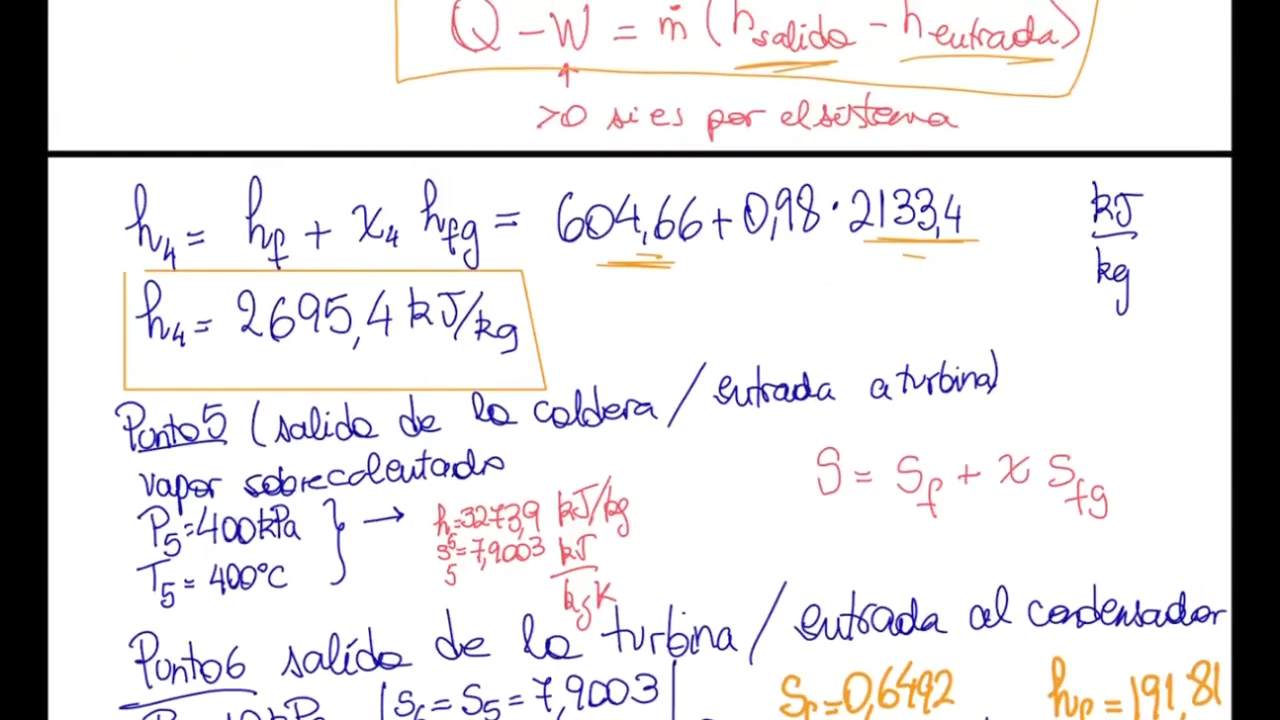 Q - W = ṁ (h salida - h entrada)
>0 si es por el sistema
h₄ = h_f + x₄ h_fg = 604,66 + 0,98 · 2133,4 kJ/kg
h₄ = 2695,4 kJ/kg
Punto 5 (salida de la caldera / entrada a turbina)
vapor sobrecalentado
S = S_f + x S_fg
P₅ = 400 kPa
T₅ = 400°C
h₅ = 3273,9 kJ/kg
s₅ = 7,9003 kJ/kg K
Punto 6 salida de la turbina / entrada al condensador
S₆ = S₅ = 7,9003
S_f = 0,6492 h_f = 191,81